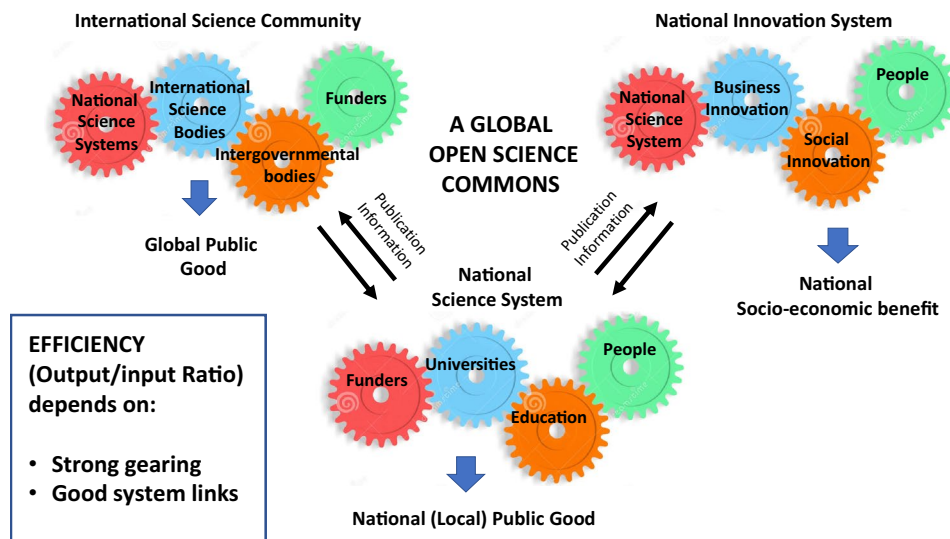 International Science Community
National
Science
Systems
International
Science
Bodies
Funders
Intergovernmental
bodies
Global Public
Good
A GLOBAL
OPEN SCIENCE
COMMONS
National Innovation System
National
Science
System
Business
Innovation
People
Social
Innovation
National
Socio-economic benefit
Publication
Information
Publication
Information
National
Science System
Funders
Universities
Education
People
National (Local) Public Good
EFFICIENCY
(Output/input Ratio)
depends on:
• Strong gearing
• Good system links